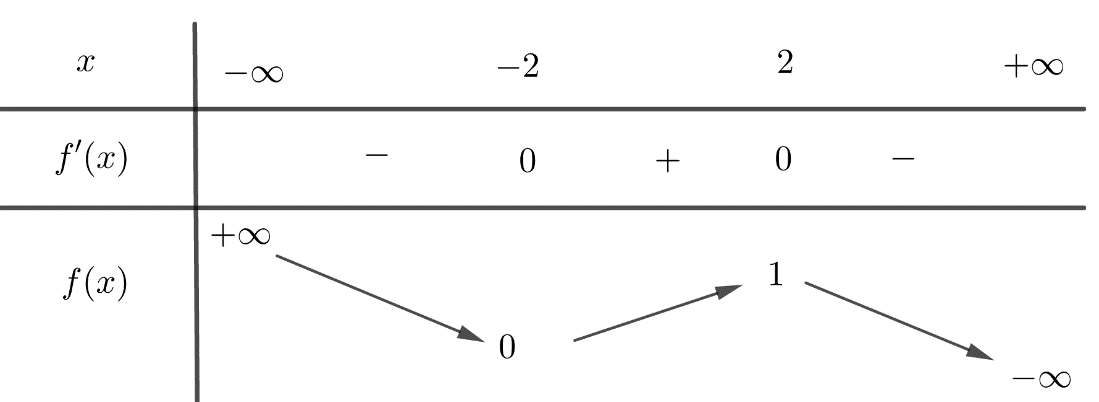 x −∞ −2 2 +∞
f′(x) − 0 + 0 −
+∞
f(x) 1
0
−∞